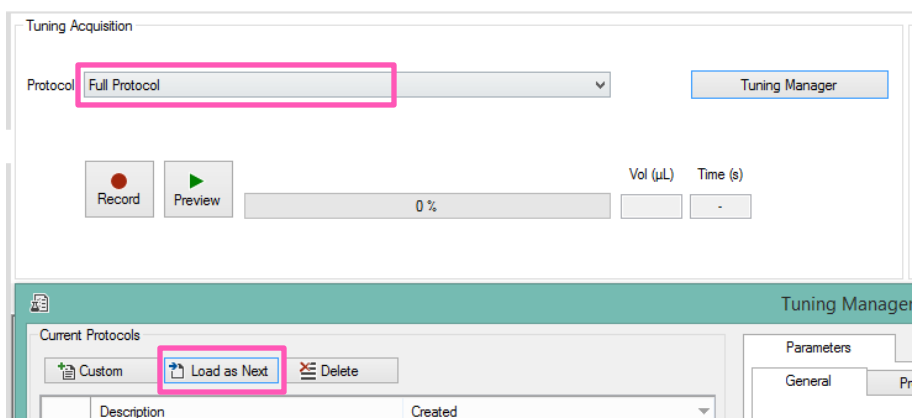 Tuning Acquisition
Protocol Full Protocol
Tuning Manager
Record
Preview
0 %
Vol (µL) Time (s)
-
Tuning Manager
Current Protocols
Custom Load as Next Delete
Description Created
Parameters
General